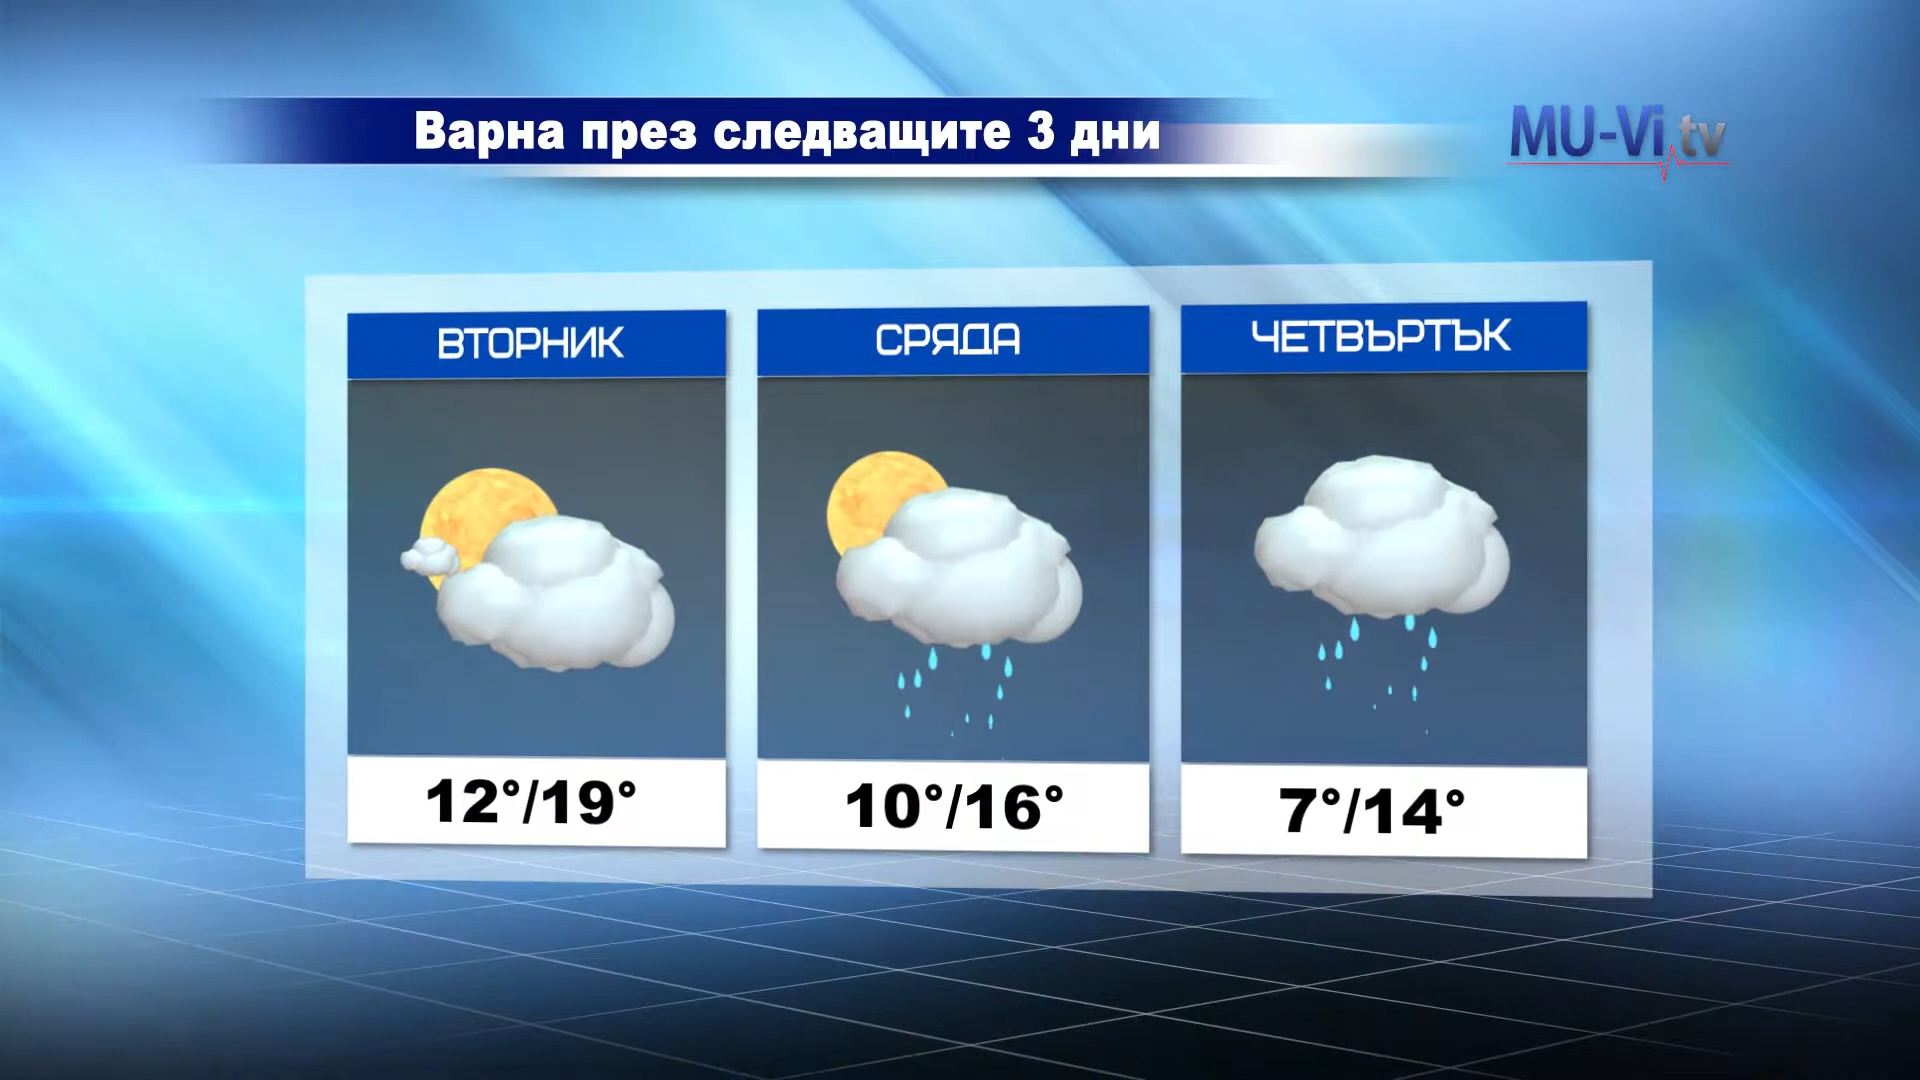 Варна през следващите 3 дни
MU-Vi.tv
ВТОРНИК
СРЯДА
ЧЕТВЪРТЪК
12°/19°
10°/16°
7°/14°